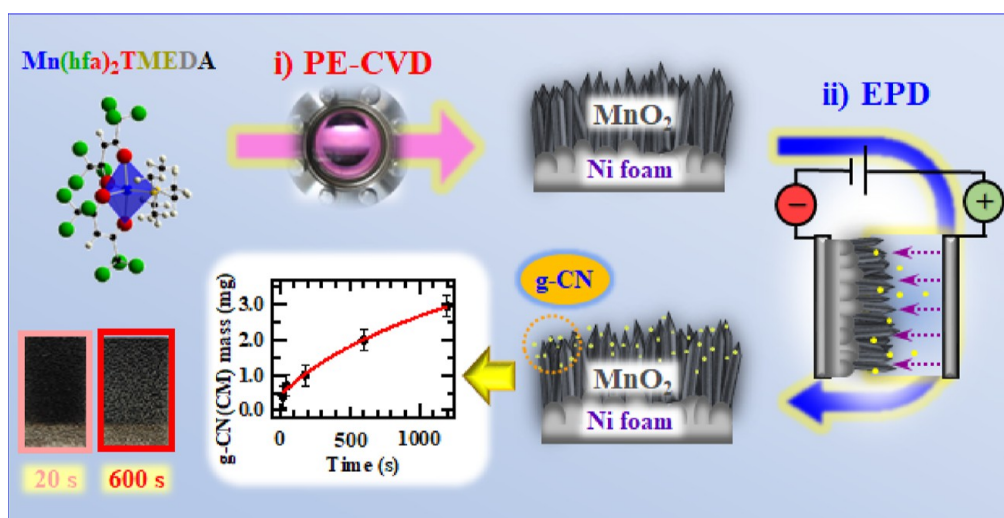 Mn(hfa)₂TMEDA
i) PE-CVD
MnO₂
Ni foam
ii) EPD
−
+
g-CN
MnO₂
Ni foam
g-CN(CM) mass (mg)
3.0
2.0
1.0
0.0
0
500
1000
Time (s)
20 s
600 s